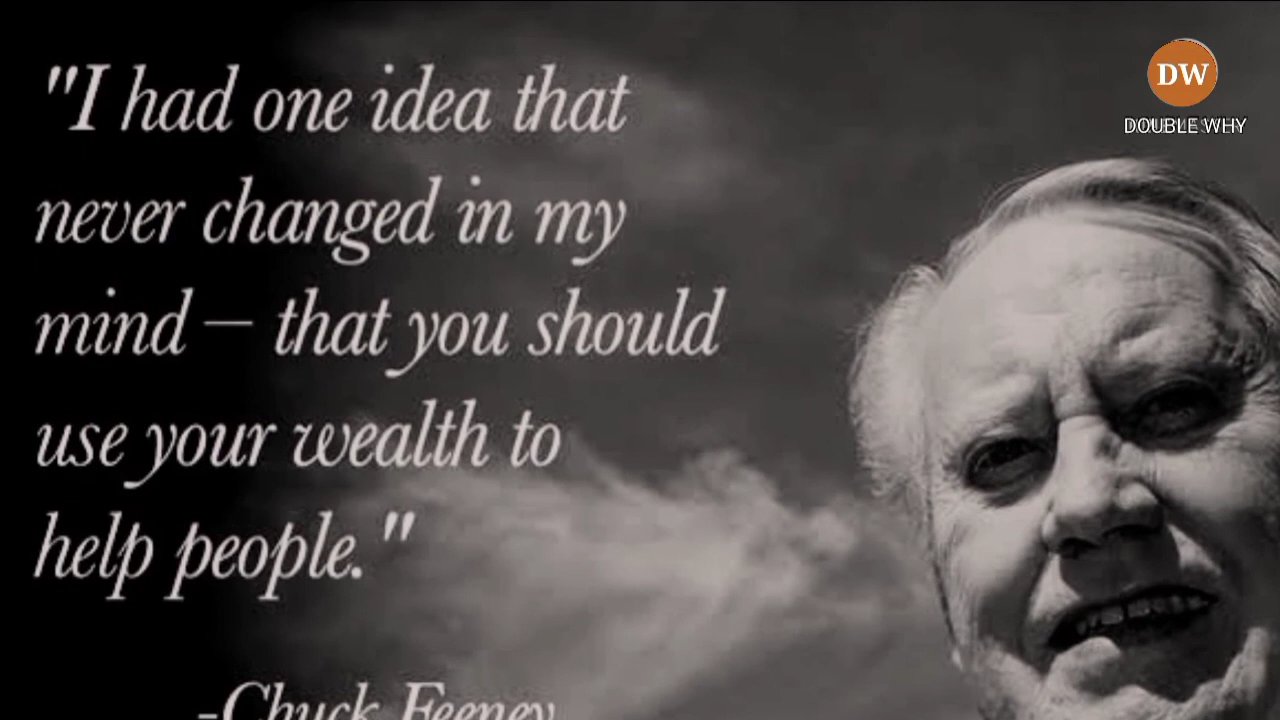 "I had one idea that
never changed in my
mind – that you should
use your wealth to
help people."
-Chuck Feeney
DW
DOUBLE WHY